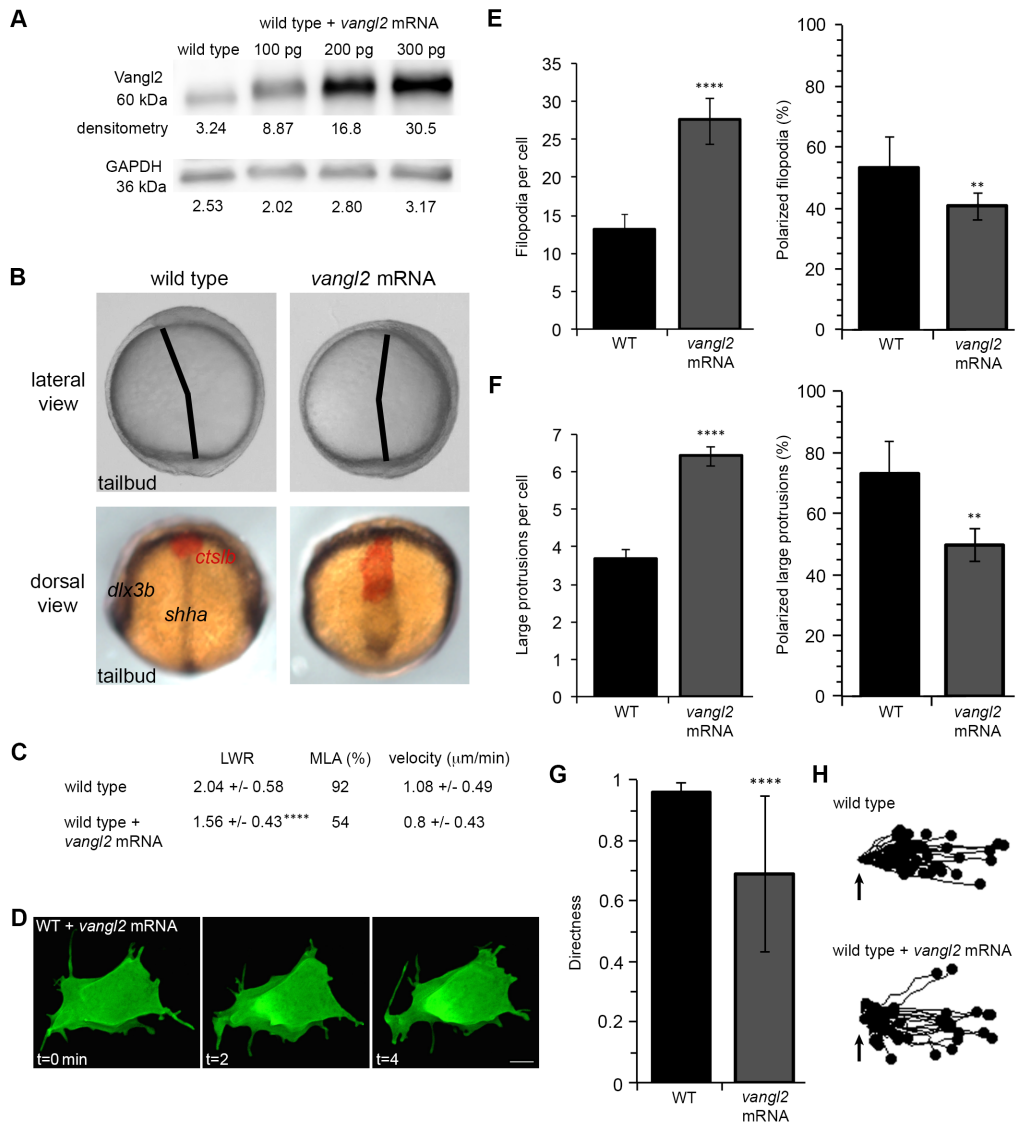 A
wild type + vangl2 mRNA
wild type 100 pg 200 pg 300 pg
Vangl2
60 kDa
densitometry 3.24 8.87 16.8 30.5
GAPDH
36 kDa
2.53 2.02 2.80 3.17
B
wild type vangl2 mRNA
lateral
view
tailbud
dorsal
view
ctslb
dlx3b
shha
tailbud
C
LWR MLA (%) velocity (μm/min)
wild type 2.04 +/- 0.58 92 1.08 +/- 0.49
wild type + 1.56 +/- 0.43**** 54 0.8 +/- 0.43
vangl2 mRNA
D
WT + vangl2 mRNA
t=0 min
t=2
t=4
E
Filopodia per cell
35
30
25
20
15
10
5
0
****
WT
vangl2
mRNA
Polarized filopodia (%)
100
80
60
40
20
0
**
WT
vangl2
mRNA
F
Large protrusions per cell
7
6
5
4
3
2
1
0
****
WT
vangl2
mRNA
Polarized large protrusions (%)
100
80
60
40
20
0
**
WT
vangl2
mRNA
G
Directness
1
0.8
0.6
0.4
0.2
0
****
WT
vangl2
mRNA
H
wild type
wild type + vangl2 mRNA